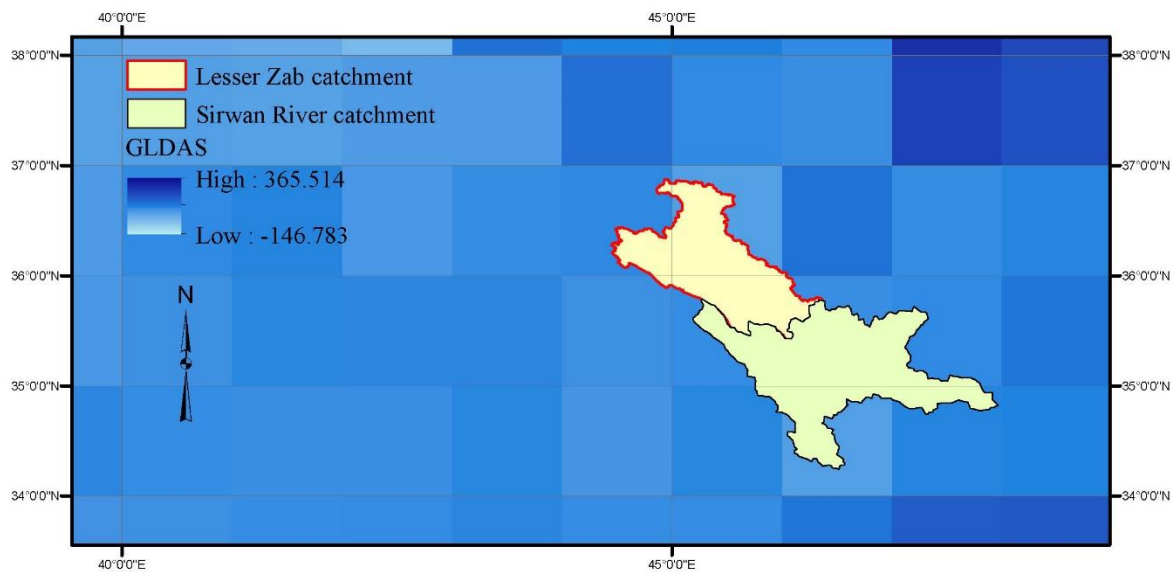 40°0'0"E 45°0'0"E
38°0'0"N 38°0'0"N
Lesser Zab catchment
Sirwan River catchment
GLDAS
37°0'0"N 37°0'0"N
High : 365.514
Low : -146.783
36°0'0"N 36°0'0"N
N
35°0'0"N 35°0'0"N
34°0'0"N 34°0'0"N
40°0'0"E 45°0'0"E